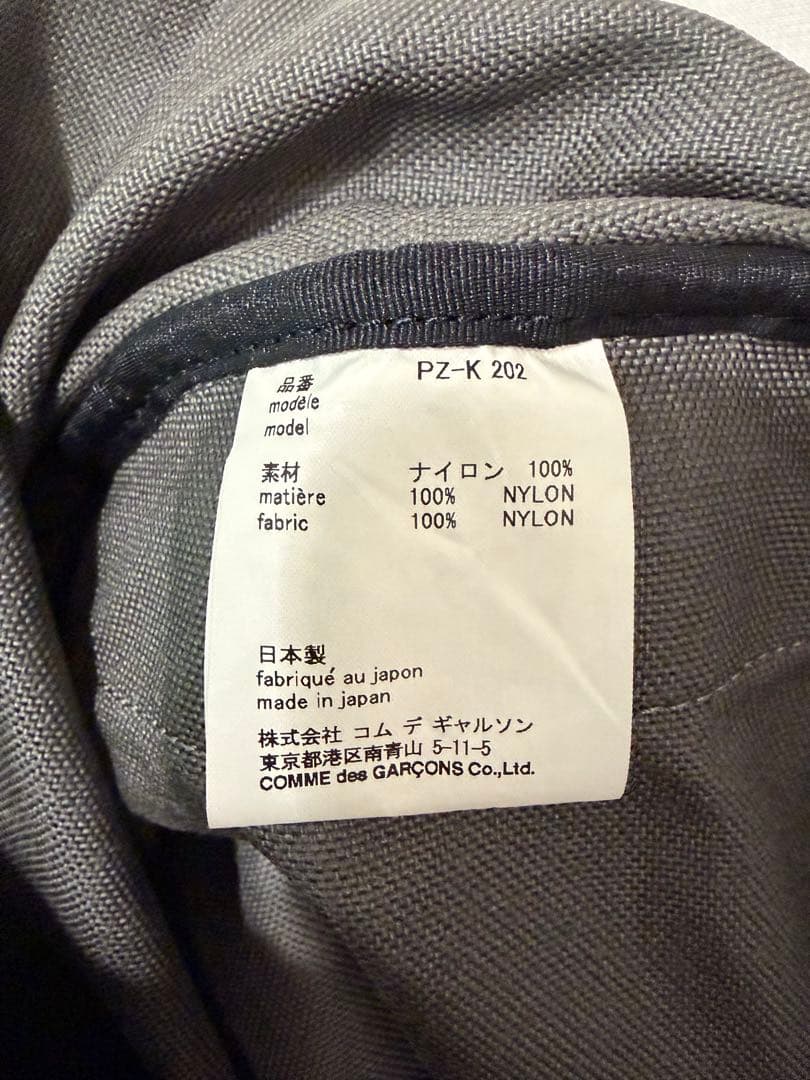 品番 PZ-K 202
modèle
model
素材 ナイロン 100%
matière 100% NYLON
fabric 100% NYLON
日本製
fabriqué au japon
made in japan
株式会社 コム デ ギャルソン
東京都港区南青山 5-11-5
COMME des GARÇONS Co.,Ltd.